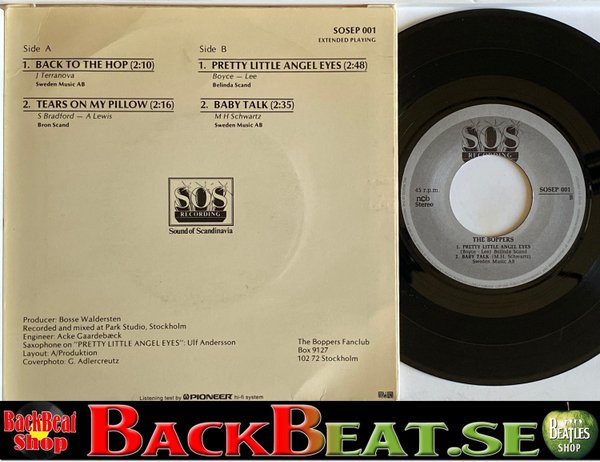 SOSEP 001
EXTENDED PLAYING
Side A
1. BACK TO THE HOP (2:10)
J Terranova
Sweden Music AB
2. TEARS ON MY PILLOW (2:16)
S Bradford – A Lewis
Bron Scand
Side B
1. PRETTY LITTLE ANGEL EYES (2:48)
Boyce – Lee
Belinda Scand
2. BABY TALK (2:35)
M H Schwartz
Sweden Music AB
SOS
RECORDING
Sound of Scandinavia
Producer: Bosse Waldersten
Recorded and mixed at Park Studio, Stockholm
Engineer: Acke Gaardebæck
Saxophone on "PRETTY LITTLE ANGEL EYES": Ulf Andersson
Layout: A/Produktion
Coverphoto: G. Adlercreutz
The Boppers Fanclub
Box 9127
102 72 Stockholm
Listening test by PIONEER hi-fi system
SOS
RECORDING
45 r.p.m.
ncb
Stereo
SOSEP 001
THE BOPPERS
1. PRETTY LITTLE ANGEL EYES
(Boyce - Lee) Belinda Scand
2. BABY TALK (M.H. Schwartz)
Sweden Music AB
BackBeat
Shop
BACKBEAT.SE
BEATLES
SHOP